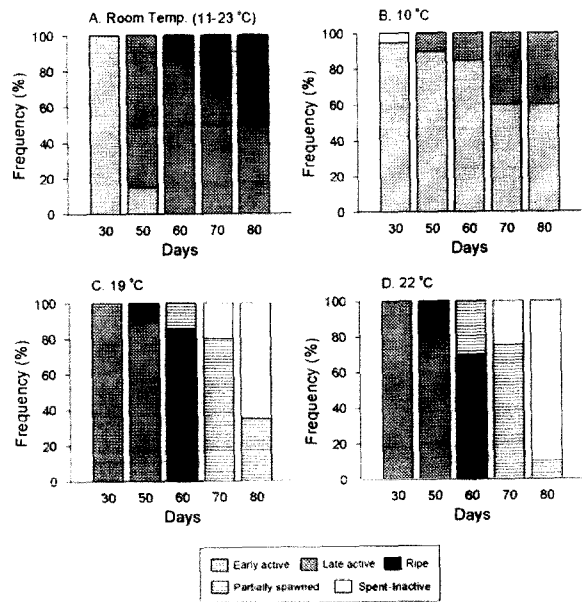 A. Room Temp. (11-23 °C)
Frequency (%)
100
80
60
40
20
0
30 50 60 70 80
Days
B. 10 °C
Frequency (%)
100
80
60
40
20
0
30 50 60 70 80
Days
C. 19 °C
Frequency (%)
100
80
60
40
20
0
30 50 60 70 80
Days
D. 22 °C
Frequency (%)
100
80
60
40
20
0
30 50 60 70 80
Days
Early active Late active Ripe
Partially spawned Spent-Inactive